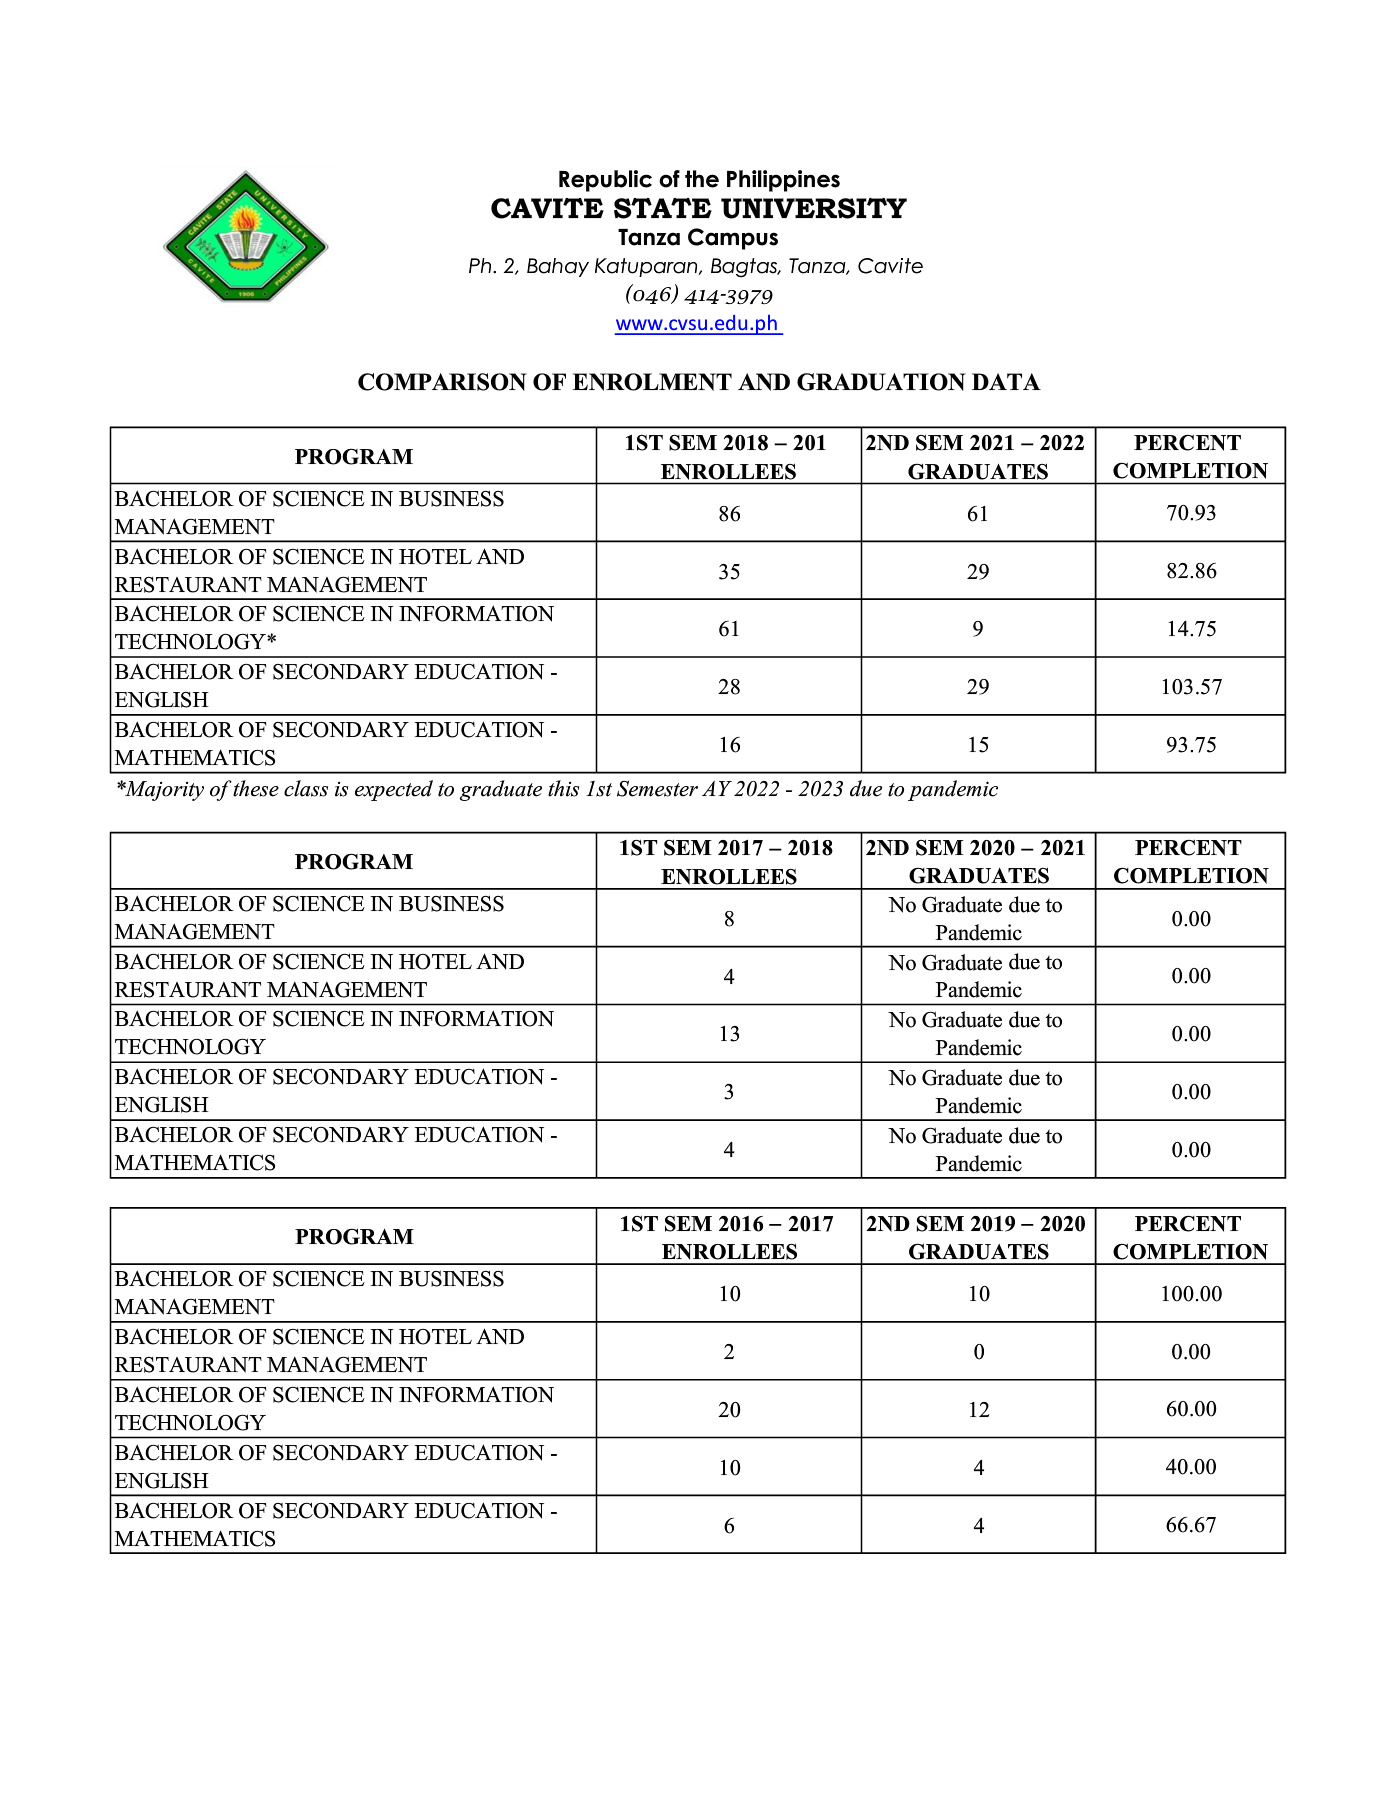 CAVITE STATE UNIVERSITY
CAVITE PHILIPPINES
1906
Republic of the Philippines
CAVITE STATE UNIVERSITY
Tanza Campus
Ph. 2, Bahay Katuparan, Bagtas, Tanza, Cavite
(046) 414-3979
www.cvsu.edu.ph
COMPARISON OF ENROLMENT AND GRADUATION DATA
PROGRAM 1ST SEM 2018 – 201 ENROLLEES 2ND SEM 2021 – 2022 GRADUATES PERCENT COMPLETION
BACHELOR OF SCIENCE IN BUSINESS MANAGEMENT 86 61 70.93
BACHELOR OF SCIENCE IN HOTEL AND RESTAURANT MANAGEMENT 35 29 82.86
BACHELOR OF SCIENCE IN INFORMATION TECHNOLOGY* 61 9 14.75
BACHELOR OF SECONDARY EDUCATION - ENGLISH 28 29 103.57
BACHELOR OF SECONDARY EDUCATION - MATHEMATICS 16 15 93.75
*Majority of these class is expected to graduate this 1st Semester AY 2022 - 2023 due to pandemic
PROGRAM 1ST SEM 2017 – 2018 ENROLLEES 2ND SEM 2020 – 2021 GRADUATES PERCENT COMPLETION
BACHELOR OF SCIENCE IN BUSINESS MANAGEMENT 8 No Graduate due to Pandemic 0.00
BACHELOR OF SCIENCE IN HOTEL AND RESTAURANT MANAGEMENT 4 No Graduate due to Pandemic 0.00
BACHELOR OF SCIENCE IN INFORMATION TECHNOLOGY 13 No Graduate due to Pandemic 0.00
BACHELOR OF SECONDARY EDUCATION - ENGLISH 3 No Graduate due to Pandemic 0.00
BACHELOR OF SECONDARY EDUCATION - MATHEMATICS 4 No Graduate due to Pandemic 0.00
PROGRAM 1ST SEM 2016 – 2017 ENROLLEES 2ND SEM 2019 – 2020 GRADUATES PERCENT COMPLETION
BACHELOR OF SCIENCE IN BUSINESS MANAGEMENT 10 10 100.00
BACHELOR OF SCIENCE IN HOTEL AND RESTAURANT MANAGEMENT 2 0 0.00
BACHELOR OF SCIENCE IN INFORMATION TECHNOLOGY 20 12 60.00
BACHELOR OF SECONDARY EDUCATION - ENGLISH 10 4 40.00
BACHELOR OF SECONDARY EDUCATION - MATHEMATICS 6 4 66.67